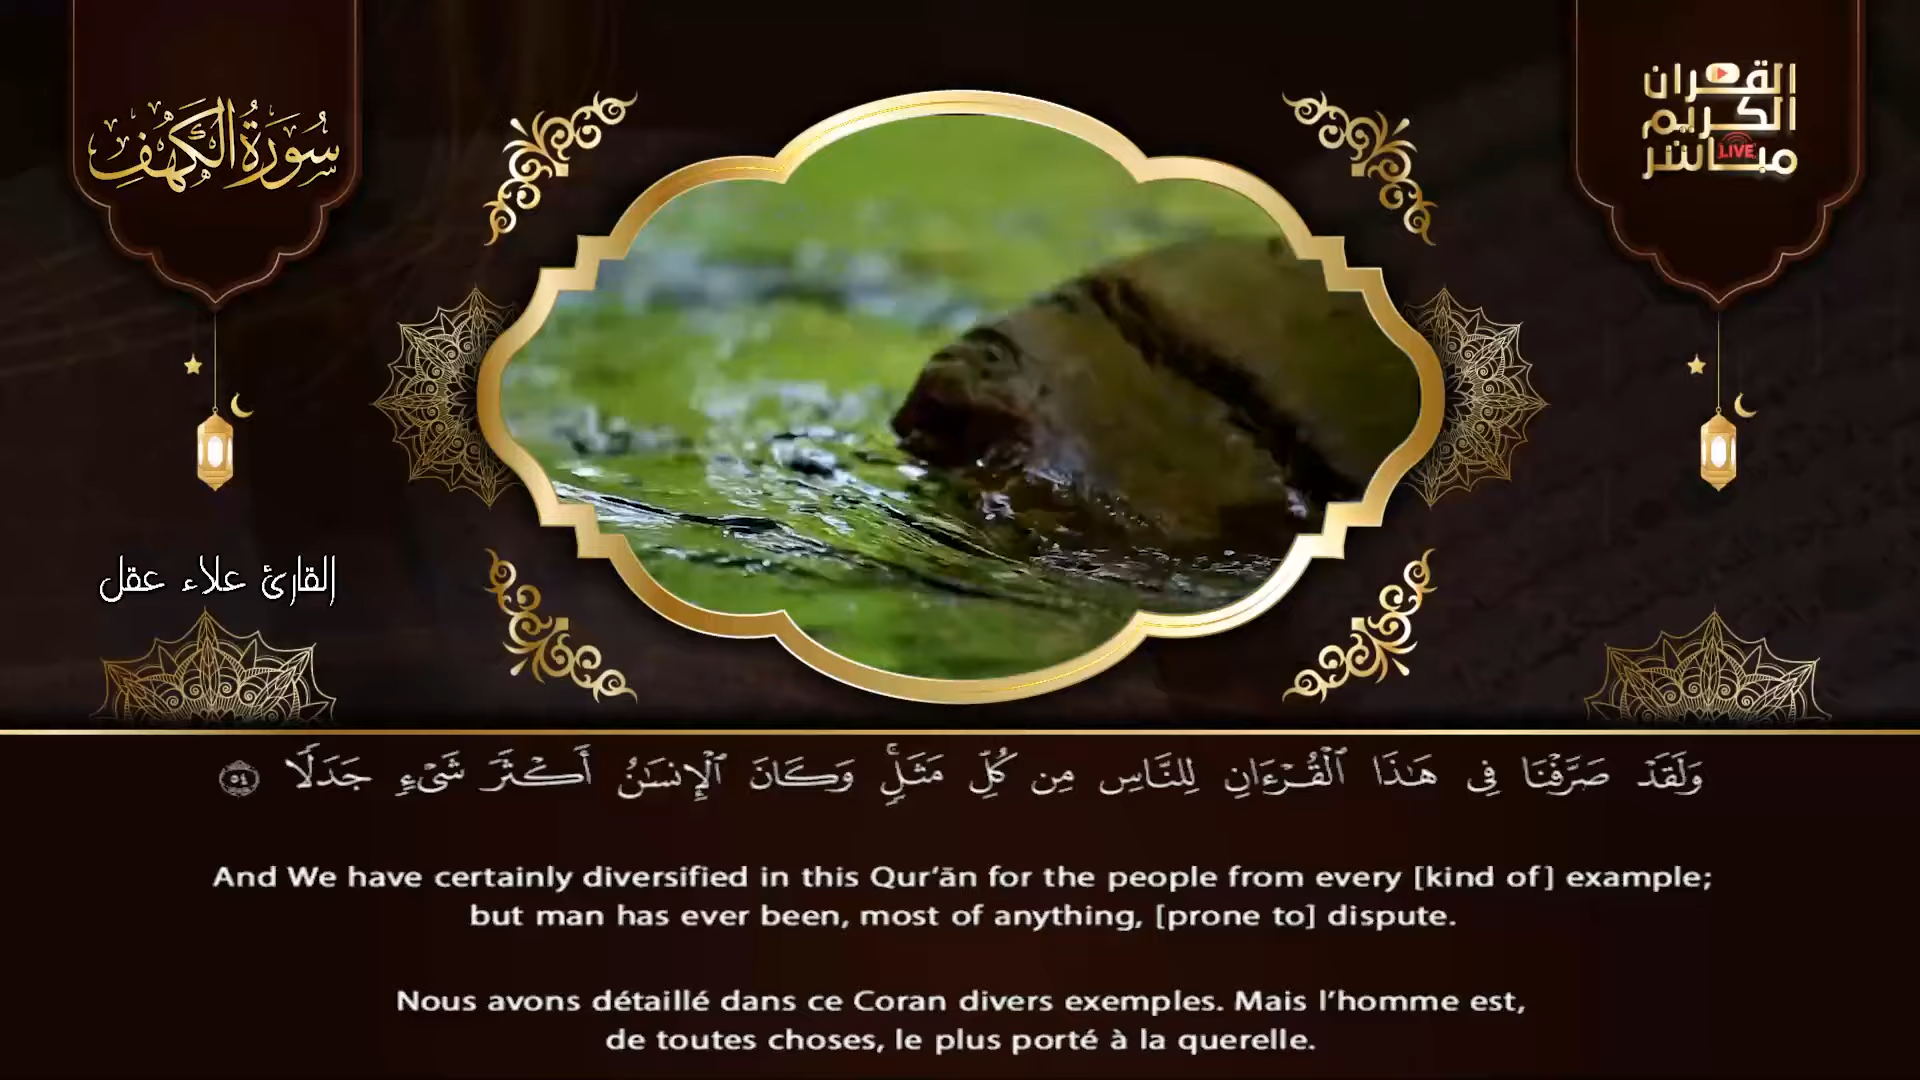 سُورَةُ الْكَهْفِ
القران
الكريم
مباشر
LIVE
القارئ علاء عقل
وَلَقَدْ صَرَّفْنَا فِى هَـٰذَا ٱلْقُرْءَانِ لِلنَّاسِ مِن كُلِّ مَثَلٍۢ ۚ وَكَانَ ٱلْإِنسَـٰنُ أَكْثَرَ شَىْءٍۢ جَدَلًۭا ٥٤
And We have certainly diversified in this Qur’ān for the people from every [kind of] example;
but man has ever been, most of anything, [prone to] dispute.
Nous avons détaillé dans ce Coran divers exemples. Mais l’homme est,
de toutes choses, le plus porté à la querelle.